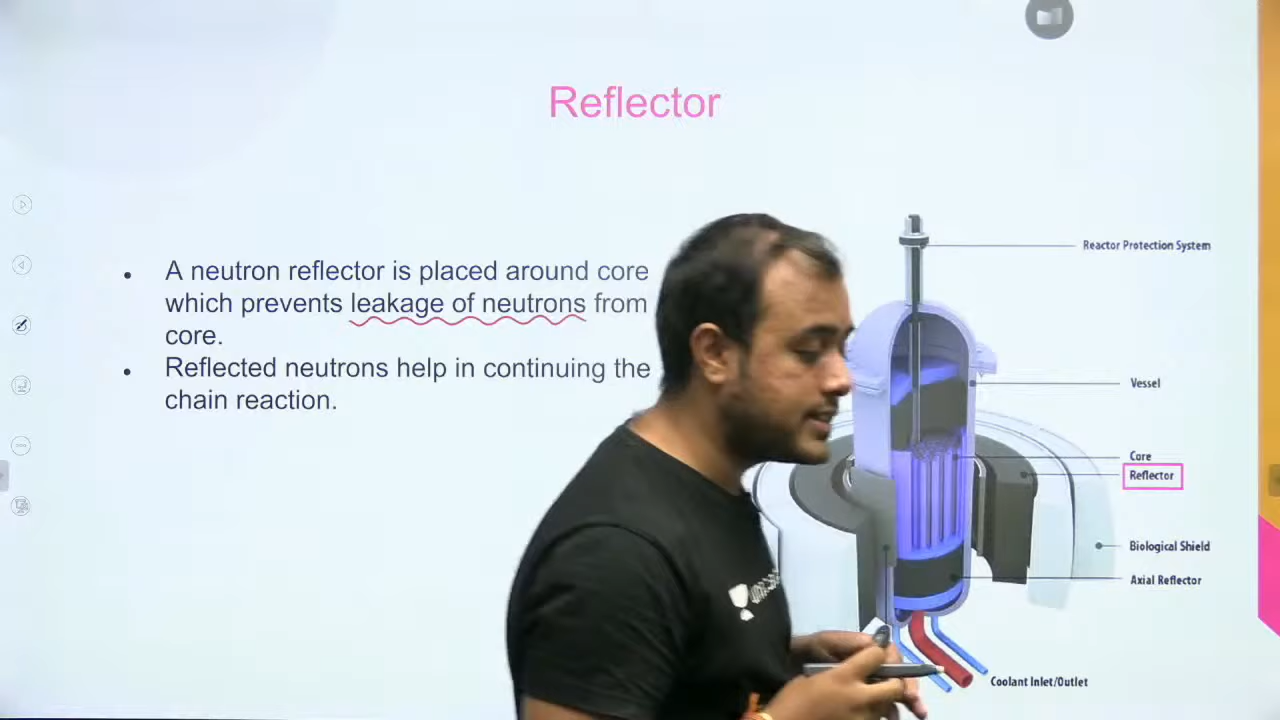 Reflector
A neutron reflector is placed around core
which prevents leakage of neutrons from
core.
Reflected neutrons help in continuing the
chain reaction.
Reactor Protection System
Vessel
Core
Reflector
Biological Shield
Axial Reflector
Coolant Inlet/Outlet